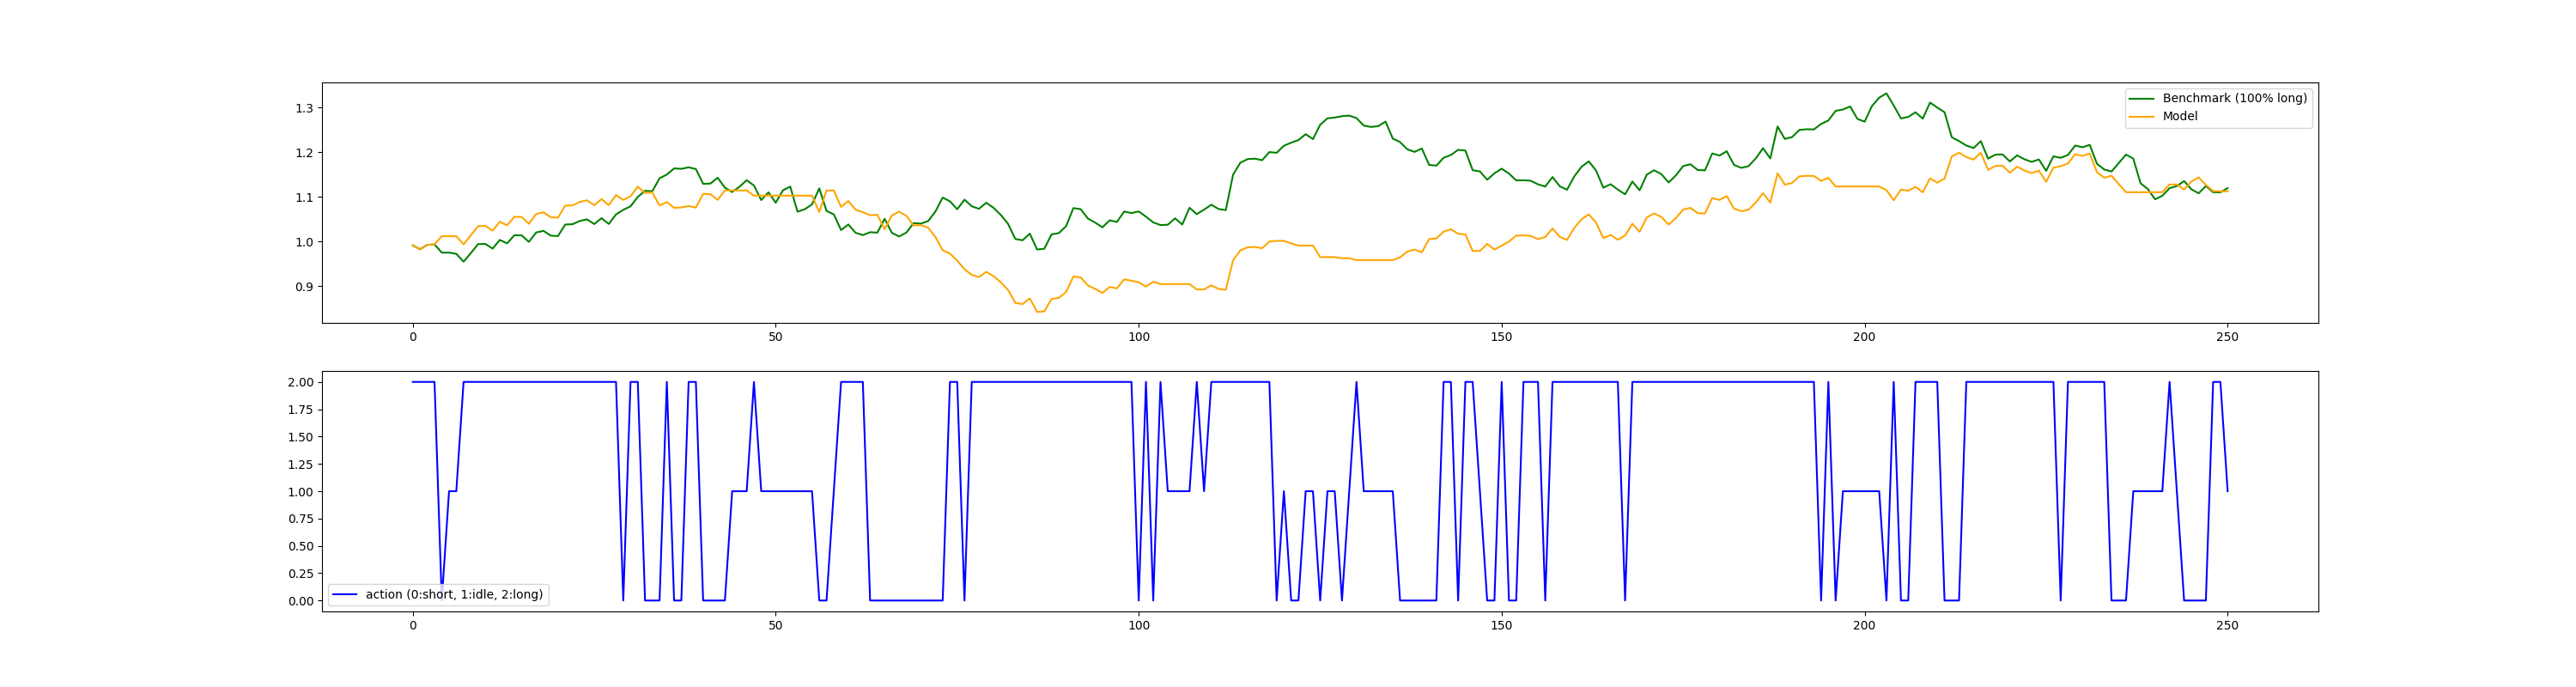 1.3
1.2
1.1
1.0
0.9
Benchmark (100% long)
Model
0 50 100 150 200 250
2.00
1.75
1.50
1.25
1.00
0.75
0.50
0.25
0.00
action (0:short, 1:idle, 2:long)
0 50 100 150 200 250